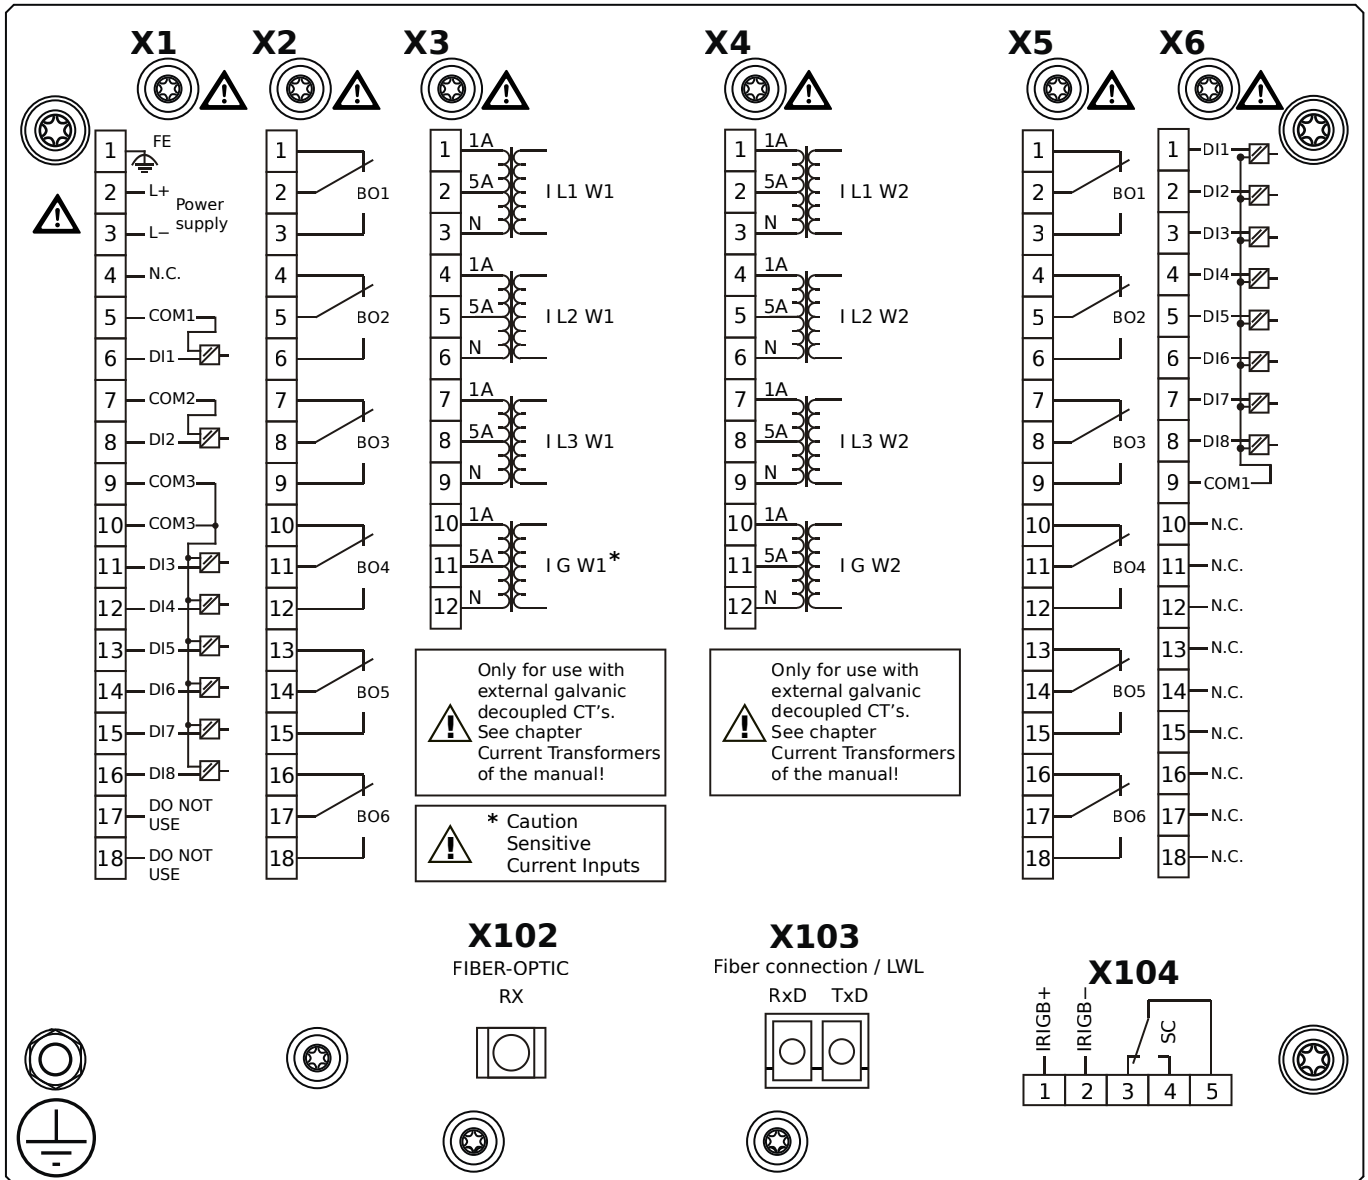 X1
X2
X3
X4
X5
X6
1 FE
2 L+
Power
supply
3 L−
4 N.C.
5 COM1
6 DI1
7 COM2
8 DI2
9 COM3
10 COM3
11 DI3
12 DI4
13 DI5
14 DI6
15 DI7
16 DI8
17 DO NOT
USE
18 DO NOT
USE
1
2 BO1
3
4
5 BO2
6
7
8 BO3
9
10
11 BO4
12
13
14 BO5
15
16
17 BO6
18
1 1A
2 5A I L1 W1
3 N
4 1A
5 5A I L2 W1
6 N
7 1A
8 5A I L3 W1
9 N
10 1A
11 5A I G W1*
12 N
Only for use with
external galvanic
decoupled CT's.
See chapter
Current Transformers
of the manual!
* Caution
Sensitive
Current Inputs
1 1A
2 5A I L1 W2
3 N
4 1A
5 5A I L2 W2
6 N
7 1A
8 5A I L3 W2
9 N
10 1A
11 5A I G W2
12 N
Only for use with
external galvanic
decoupled CT's.
See chapter
Current Transformers
of the manual!
1
2 BO1
3
4
5 BO2
6
7
8 BO3
9
10
11 BO4
12
13
14 BO5
15
16
17 BO6
18
1 DI1
2 DI2
3 DI3
4 DI4
5 DI5
6 DI6
7 DI7
8 DI8
9 COM1
10 N.C.
11 N.C.
12 N.C.
13 N.C.
14 N.C.
15 N.C.
16 N.C.
17 N.C.
18 N.C.
X102
FIBER-OPTIC
RX
X103
Fiber connection / LWL
RxD TxD
X104
IRIGB+
IRIGB−
SC
1 2 3 4 5